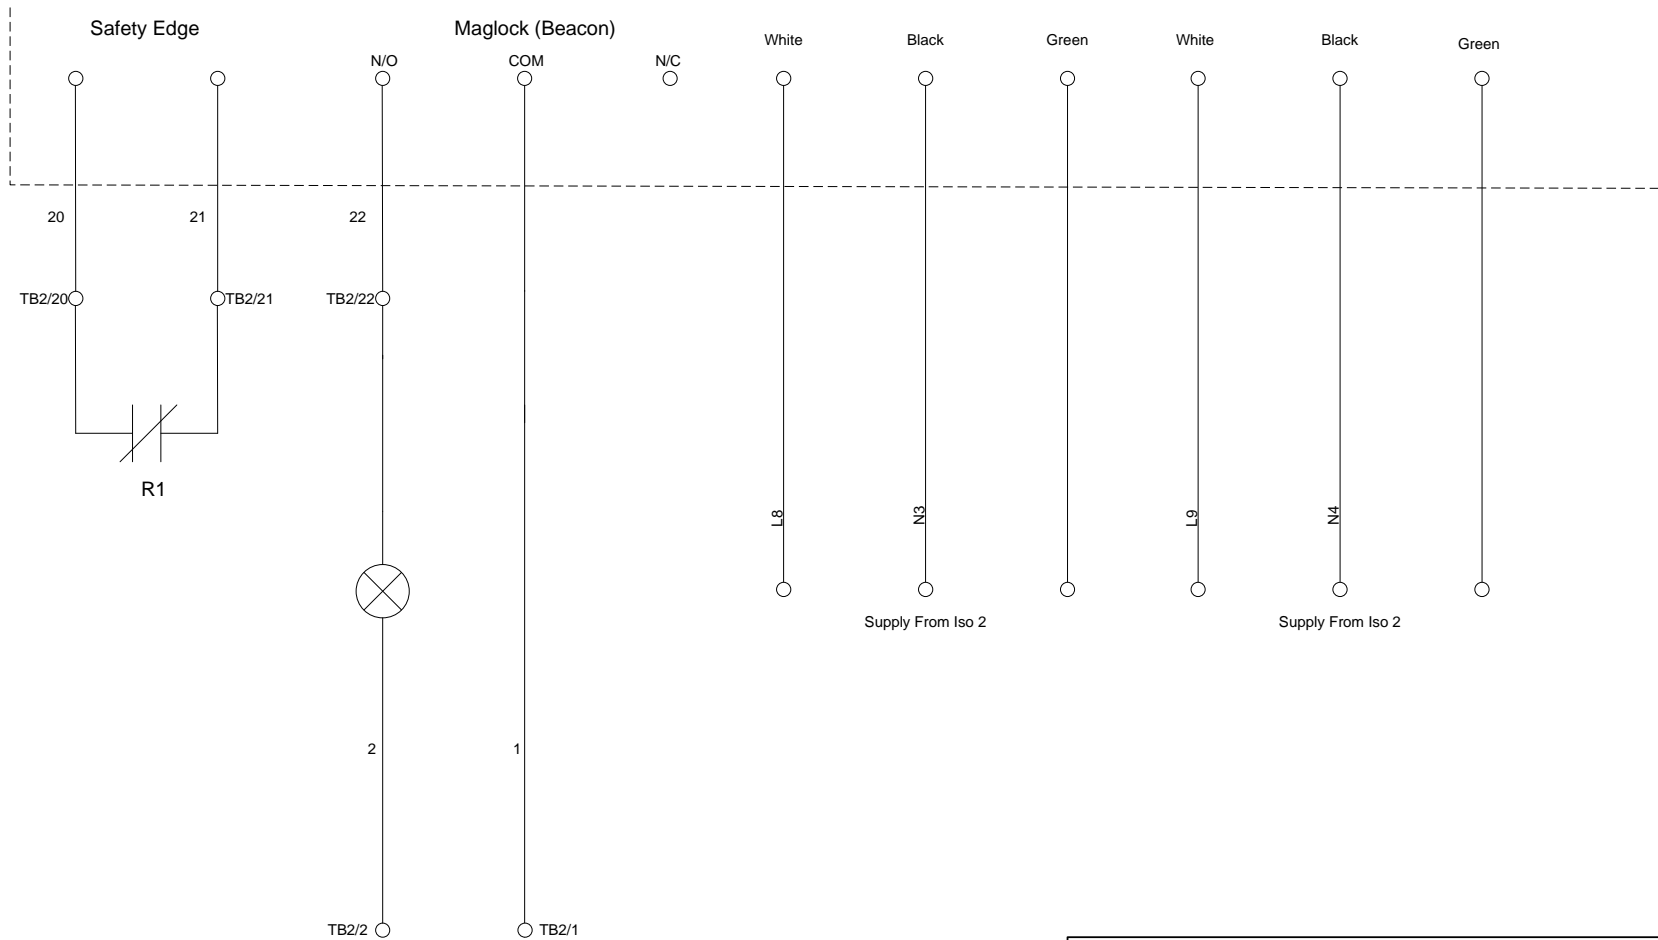 Safety Edge
Maglock (Beacon)
White
Black
Green
White
Black
Green
N/O
COM
N/C
20
21
22
TB2/20
TB2/21
TB2/22
R1
L8
N3
L9
N4
Supply From Iso 2
Supply From Iso 2
2
1
TB2/2
TB2/1